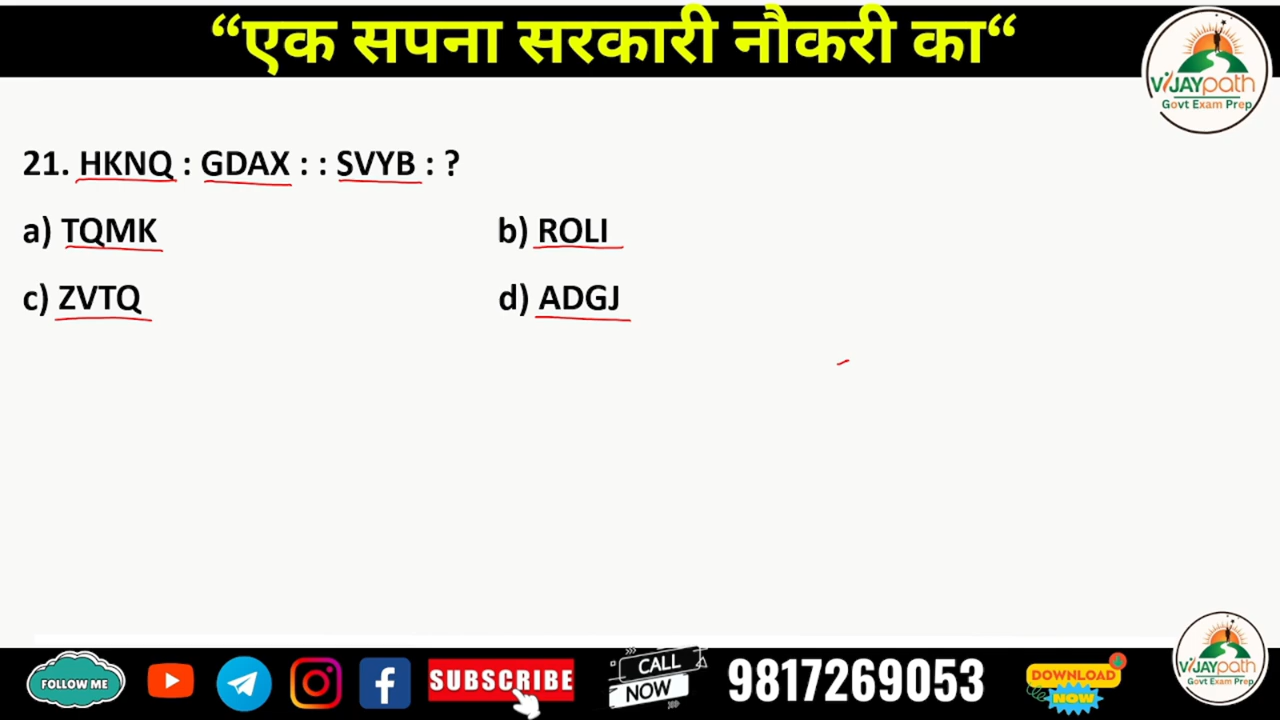 “एक सपना सरकारी नौकरी का“
ViJAYpath
Govt Exam Prep
21. HKNQ : GDAX : : SVYB : ?
a) TQMK b) ROLI
c) ZVTQ d) ADGJ
FOLLOW ME
SUBSCRIBE
CALL
NOW
9817269053
DOWNLOAD
NOW
ViJAYpath
Govt Exam Prep